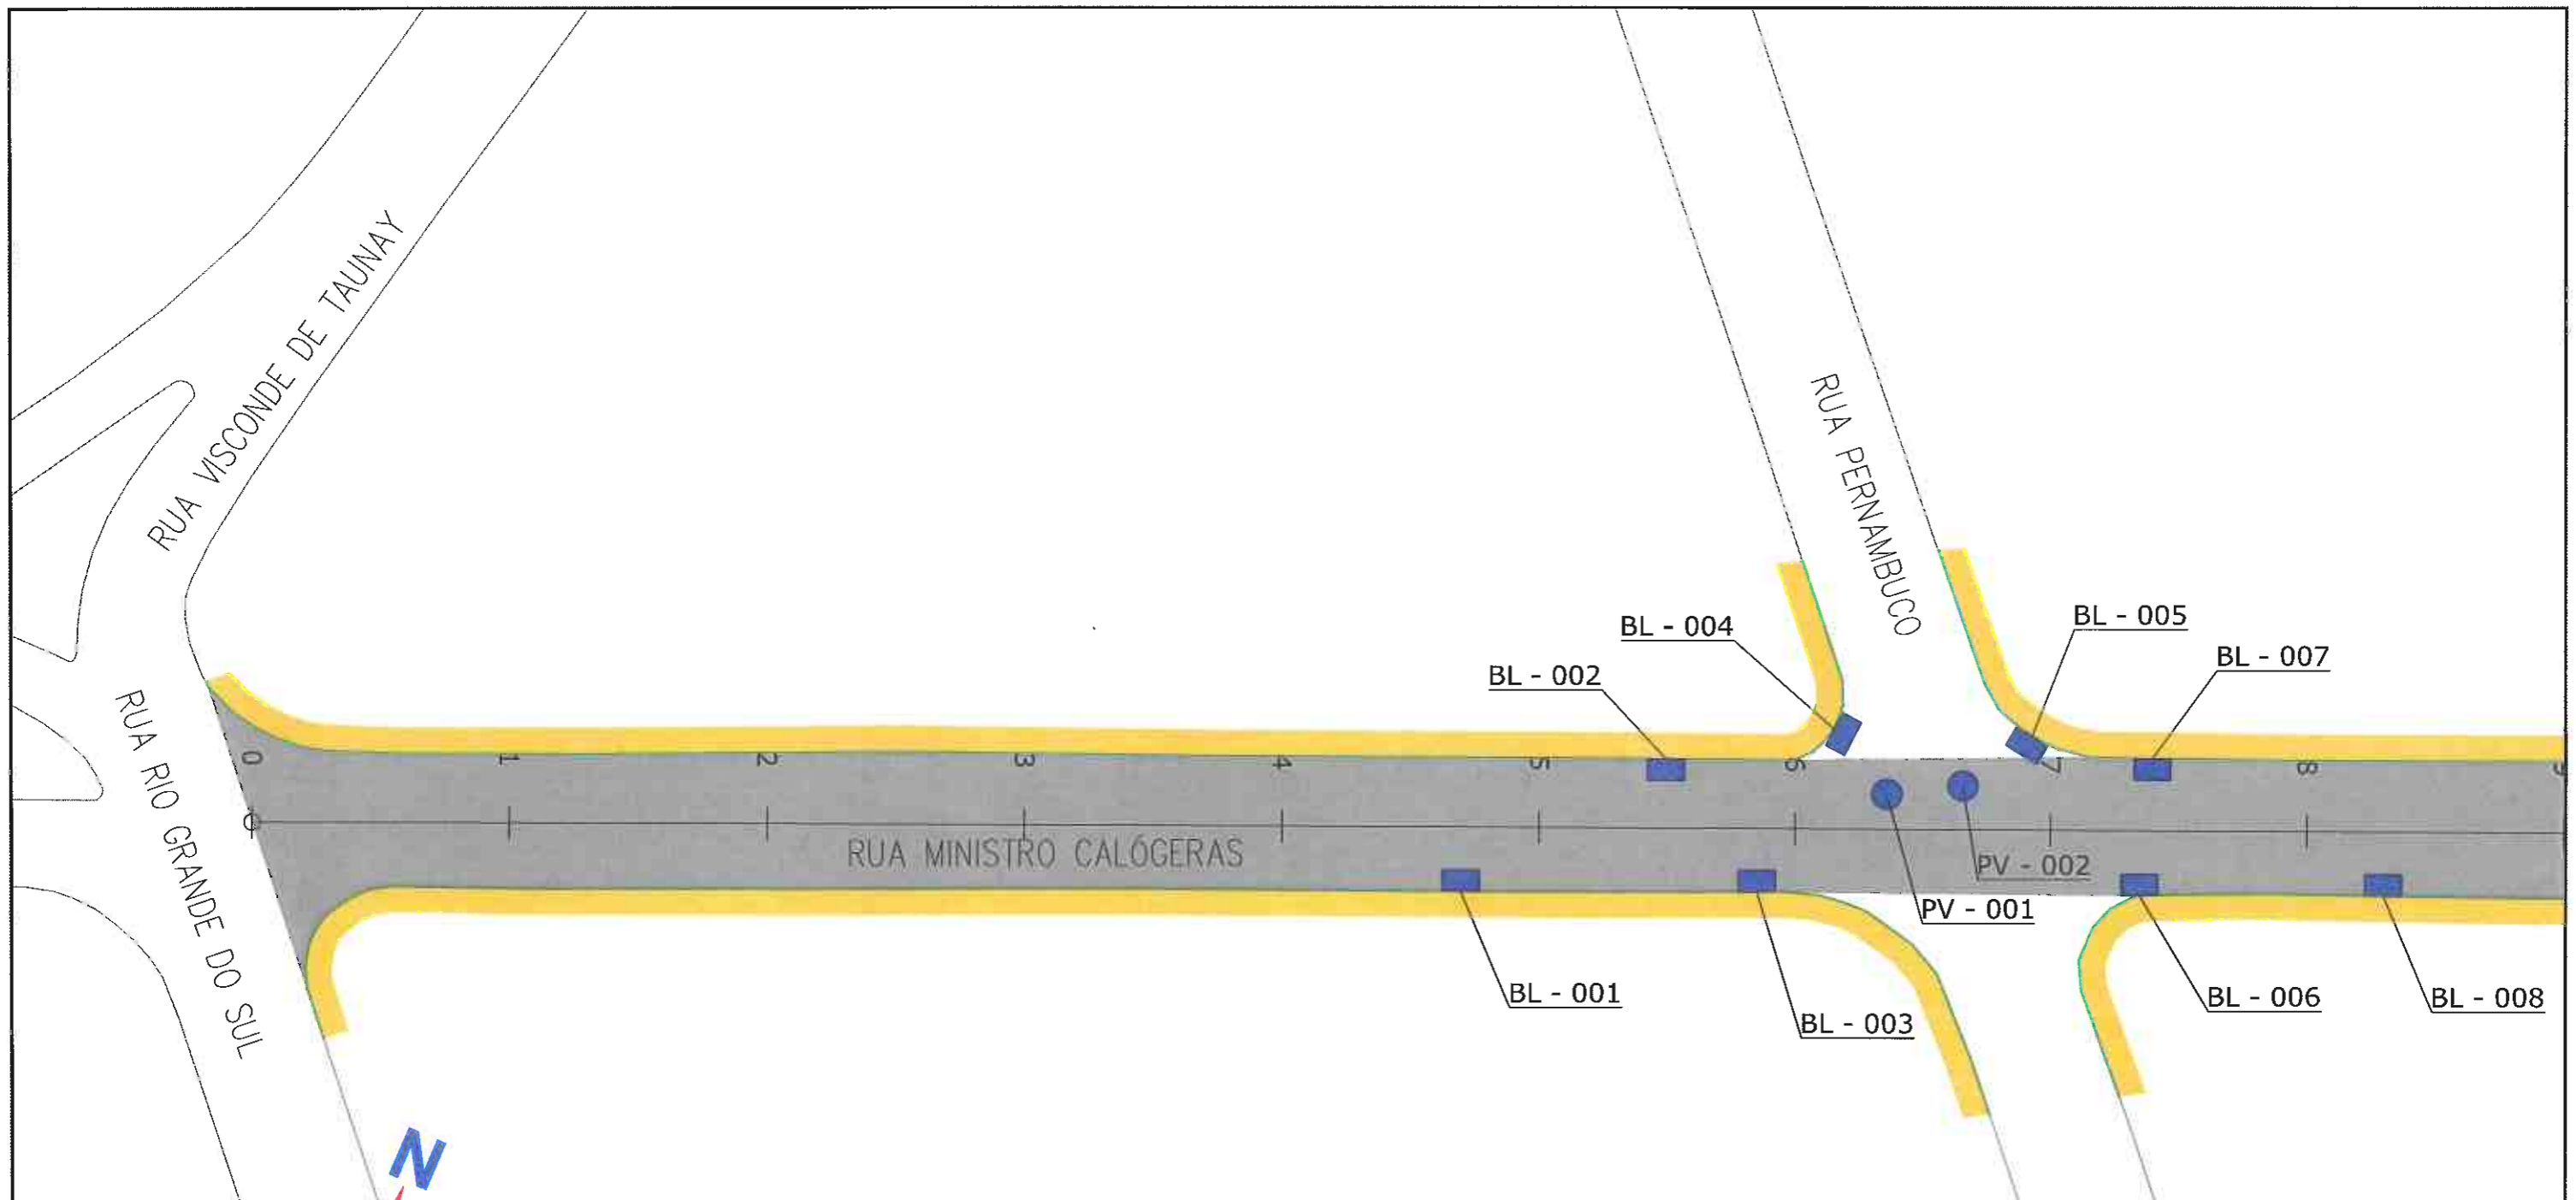 RUA VISCONDE DE TAUNAY
RUA RIO GRANDE DO SUL
RUA PERNAMBUCO
BL - 004
BL - 005
BL - 002
BL - 007
0
1
2
3
4
5
6
7
8
RUA MINISTRO CALÓGERAS
PV - 002
PV - 001
BL - 001
BL - 003
BL - 006
BL - 008
N